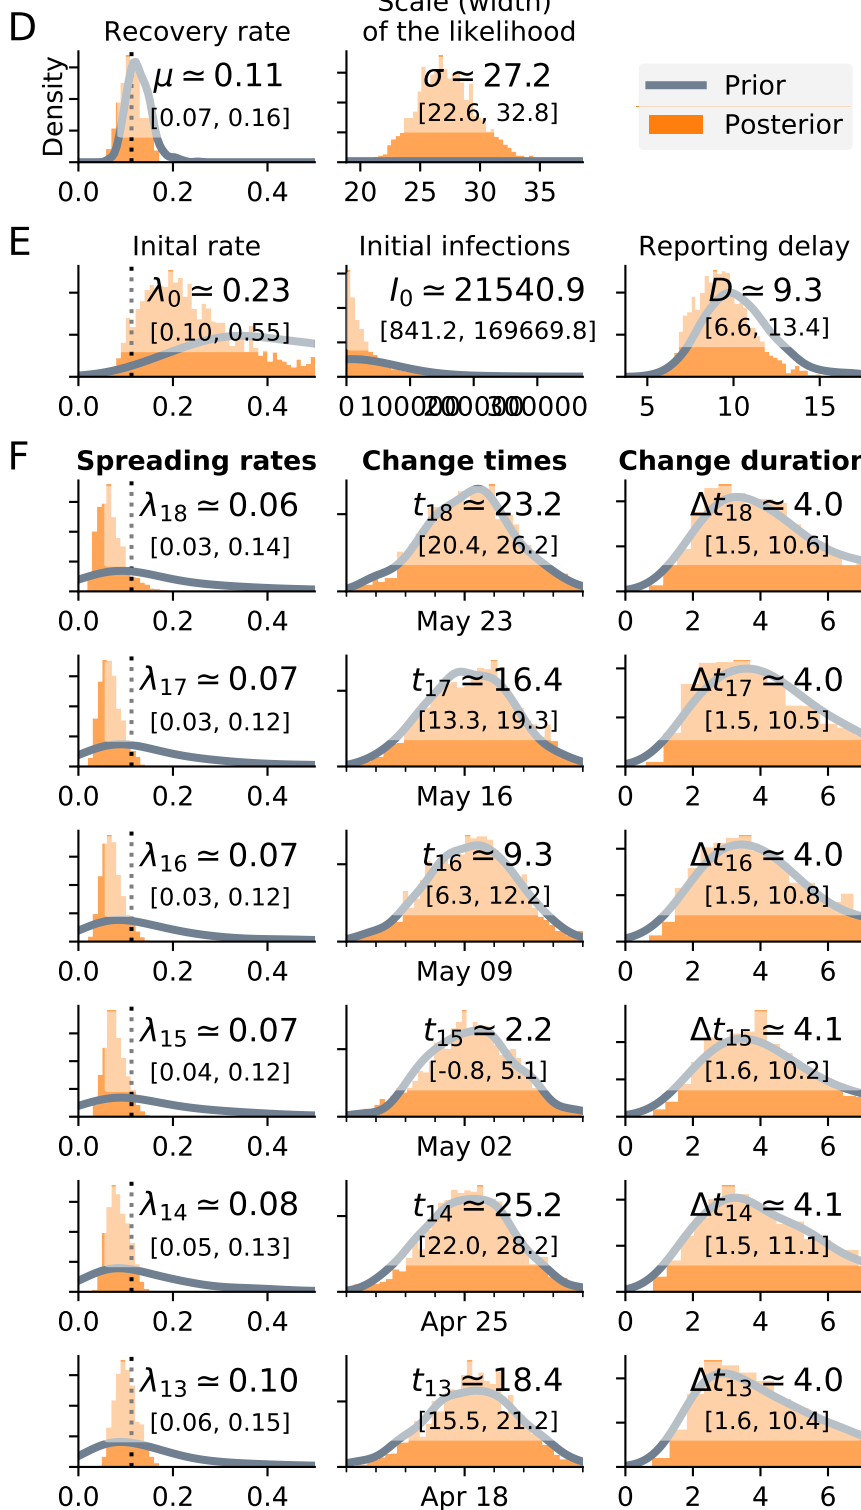 D
Scale (width)
Recovery rate of the likelihood
Density
μ ≃ 0.11
[0.07, 0.16]
σ ≃ 27.2
[22.6, 32.8]
Prior
Posterior
0.0 0.2 0.4
20 25 30 35
E
Inital rate
Initial infections
Reporting delay
λ0 ≃ 0.23
[0.10, 0.55]
I0 ≃ 21540.9
[841.2, 169669.8]
D ≃ 9.3
[6.6, 13.4]
0.0 0.2 0.4
0 100000 200000 300000
5 10 15
F
Spreading rates
Change times
Change duration
λ18 ≃ 0.06
[0.03, 0.14]
t18 ≃ 23.2
[20.4, 26.2]
Δt18 ≃ 4.0
[1.5, 10.6]
0.0 0.2 0.4
May 23
0 2 4 6
λ17 ≃ 0.07
[0.03, 0.12]
t17 ≃ 16.4
[13.3, 19.3]
Δt17 ≃ 4.0
[1.5, 10.5]
0.0 0.2 0.4
May 16
0 2 4 6
λ16 ≃ 0.07
[0.03, 0.12]
t16 ≃ 9.3
[6.3, 12.2]
Δt16 ≃ 4.0
[1.5, 10.8]
0.0 0.2 0.4
May 09
0 2 4 6
λ15 ≃ 0.07
[0.04, 0.12]
t15 ≃ 2.2
[-0.8, 5.1]
Δt15 ≃ 4.1
[1.6, 10.2]
0.0 0.2 0.4
May 02
0 2 4 6
λ14 ≃ 0.08
[0.05, 0.13]
t14 ≃ 25.2
[22.0, 28.2]
Δt14 ≃ 4.1
[1.5, 11.1]
0.0 0.2 0.4
Apr 25
0 2 4 6
λ13 ≃ 0.10
[0.06, 0.15]
t13 ≃ 18.4
[15.5, 21.2]
Δt13 ≃ 4.0
[1.6, 10.4]
0.0 0.2 0.4
Apr 18
0 2 4 6